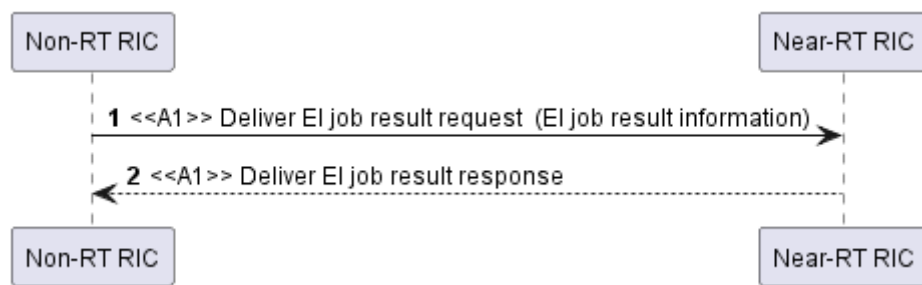 Non-RT RIC
Near-RT RIC
1 <<A1>> Deliver EI job result request  (EI job result information)
2 <<A1>> Deliver EI job result response
Non-RT RIC
Near-RT RIC